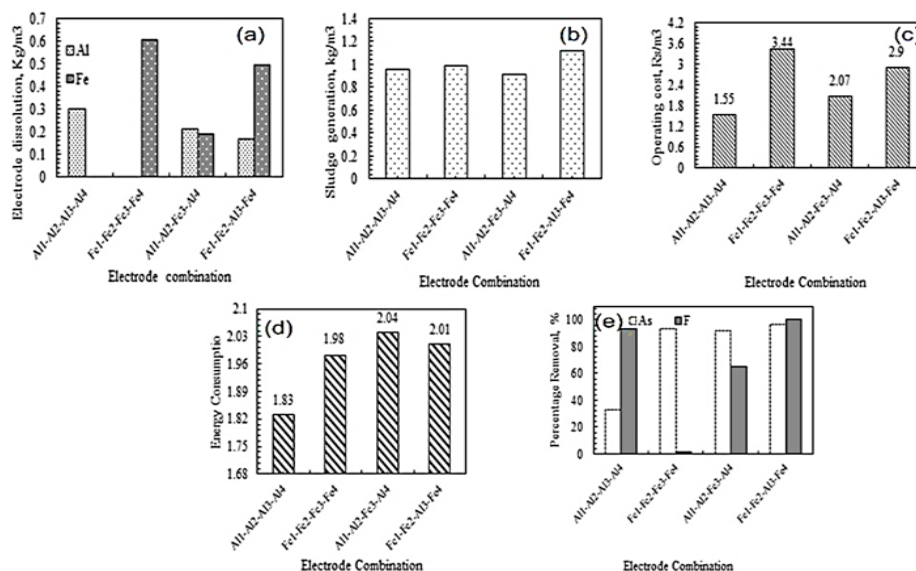 (a)
Electrode dissolution, Kg/m3
0.7
0.6
0.5
0.4
0.3
0.2
0.1
0
Al
Fe
Al1-Al2-Al3-Al4
Fe1-Fe2-Fe3-Fe4
Al1-Al2-Fe3-Al4
Fe1-Fe2-Al3-Fe4
Electrode combination
(b)
Sludge generation, kg/m3
1.4
1.2
1
0.8
0.6
0.4
0.2
0
Al1-Al2-Al3-Al4
Fe1-Fe2-Fe3-Fe4
Al1-Al2-Fe3-Al4
Fe1-Fe2-Al3-Fe4
Electrode Combination
(c)
Operating cost, Rs/m3
4.2
3.6
3
2.4
1.8
1.2
0.6
0
1.55
3.44
2.07
2.9
Al1-Al2-Al3-Al4
Fe1-Fe2-Fe3-Fe4
Al1-Al2-Fe3-Al4
Fe1-Fe2-Al3-Fe4
Electrode Combination
(d)
Energy Consumptio
2.1
2.03
1.96
1.89
1.82
1.75
1.68
1.83
1.98
2.04
2.01
Al1-Al2-Al3-Al4
Fe1-Fe2-Fe3-Fe4
Al1-Al2-Fe3-Al4
Fe1-Fe2-Al3-Fe4
Electrode Combination
(e)
Percentage Removal, %
100
80
60
40
20
0
As
F
Al1-Al2-Al3-Al4
Fe1-Fe2-Fe3-Fe4
Al1-Al2-Fe3-Al4
Fe1-Fe2-Al3-Fe4
Electrode Combination